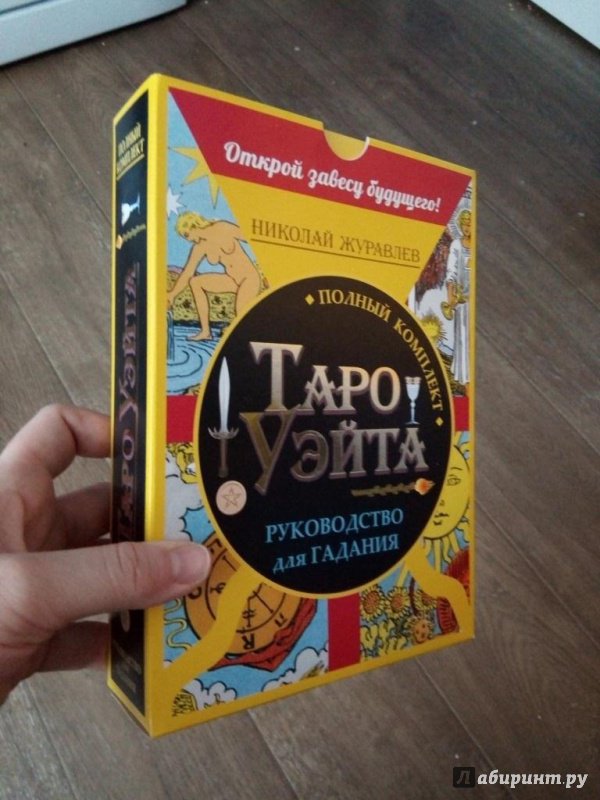 Открой завесу будущего!
НИКОЛАЙ ЖУРАВЛЕВ
ПОЛНЫЙ КОМПЛЕКТ
ТАРО
УЭЙТА
РУКОВОДСТВО
для ГАДАНИЯ
ПОЛНЫЙ
КОМПЛЕКТ
ТАРО УЭЙТА
лабиринт.ру